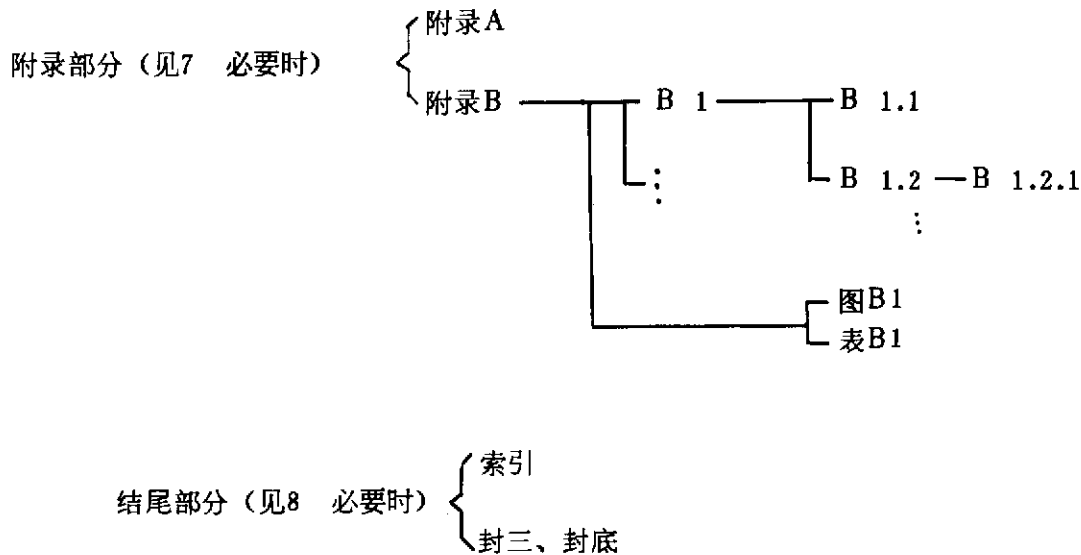 附录A
附录部分（见7 必要时）
附录B B 1 B 1.1
⋮ B 1.2 B 1.2.1
⋮
图B1
表B1
索引
结尾部分（见8 必要时）
封三、封底